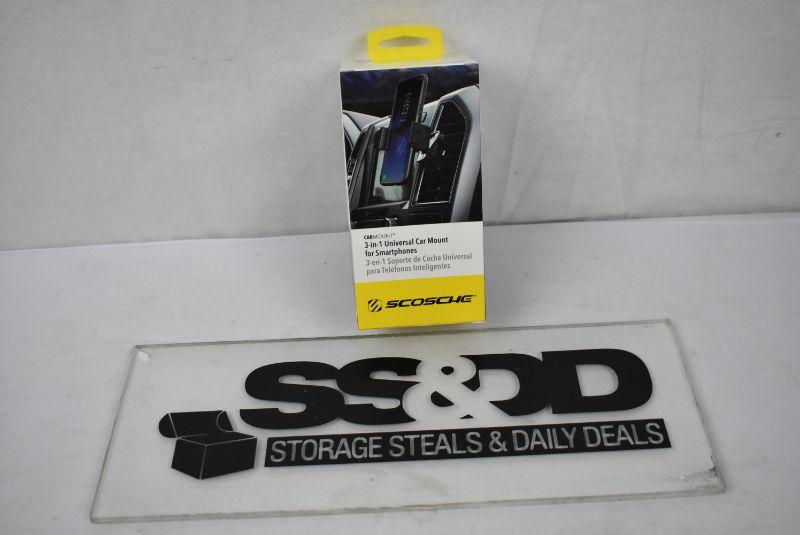 CARMOUNT™
3-in-1 Universal Car Mount
for Smartphones
3-en-1 Soporte de Coche Universal
para Teléfonos Inteligentes
SCOSCHE
SS&DD
STORAGE STEALS & DAILY DEALS